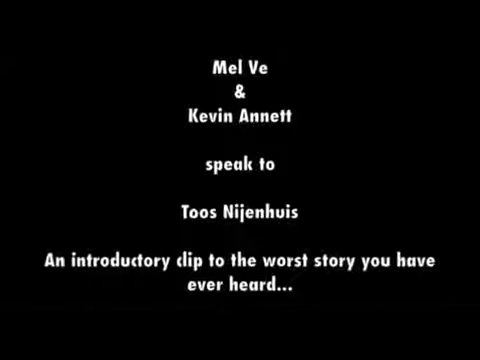 Mel Ve
&
Kevin Annett
speak to
Toos Nijenhuis
An introductory clip to the worst story you have
ever heard...